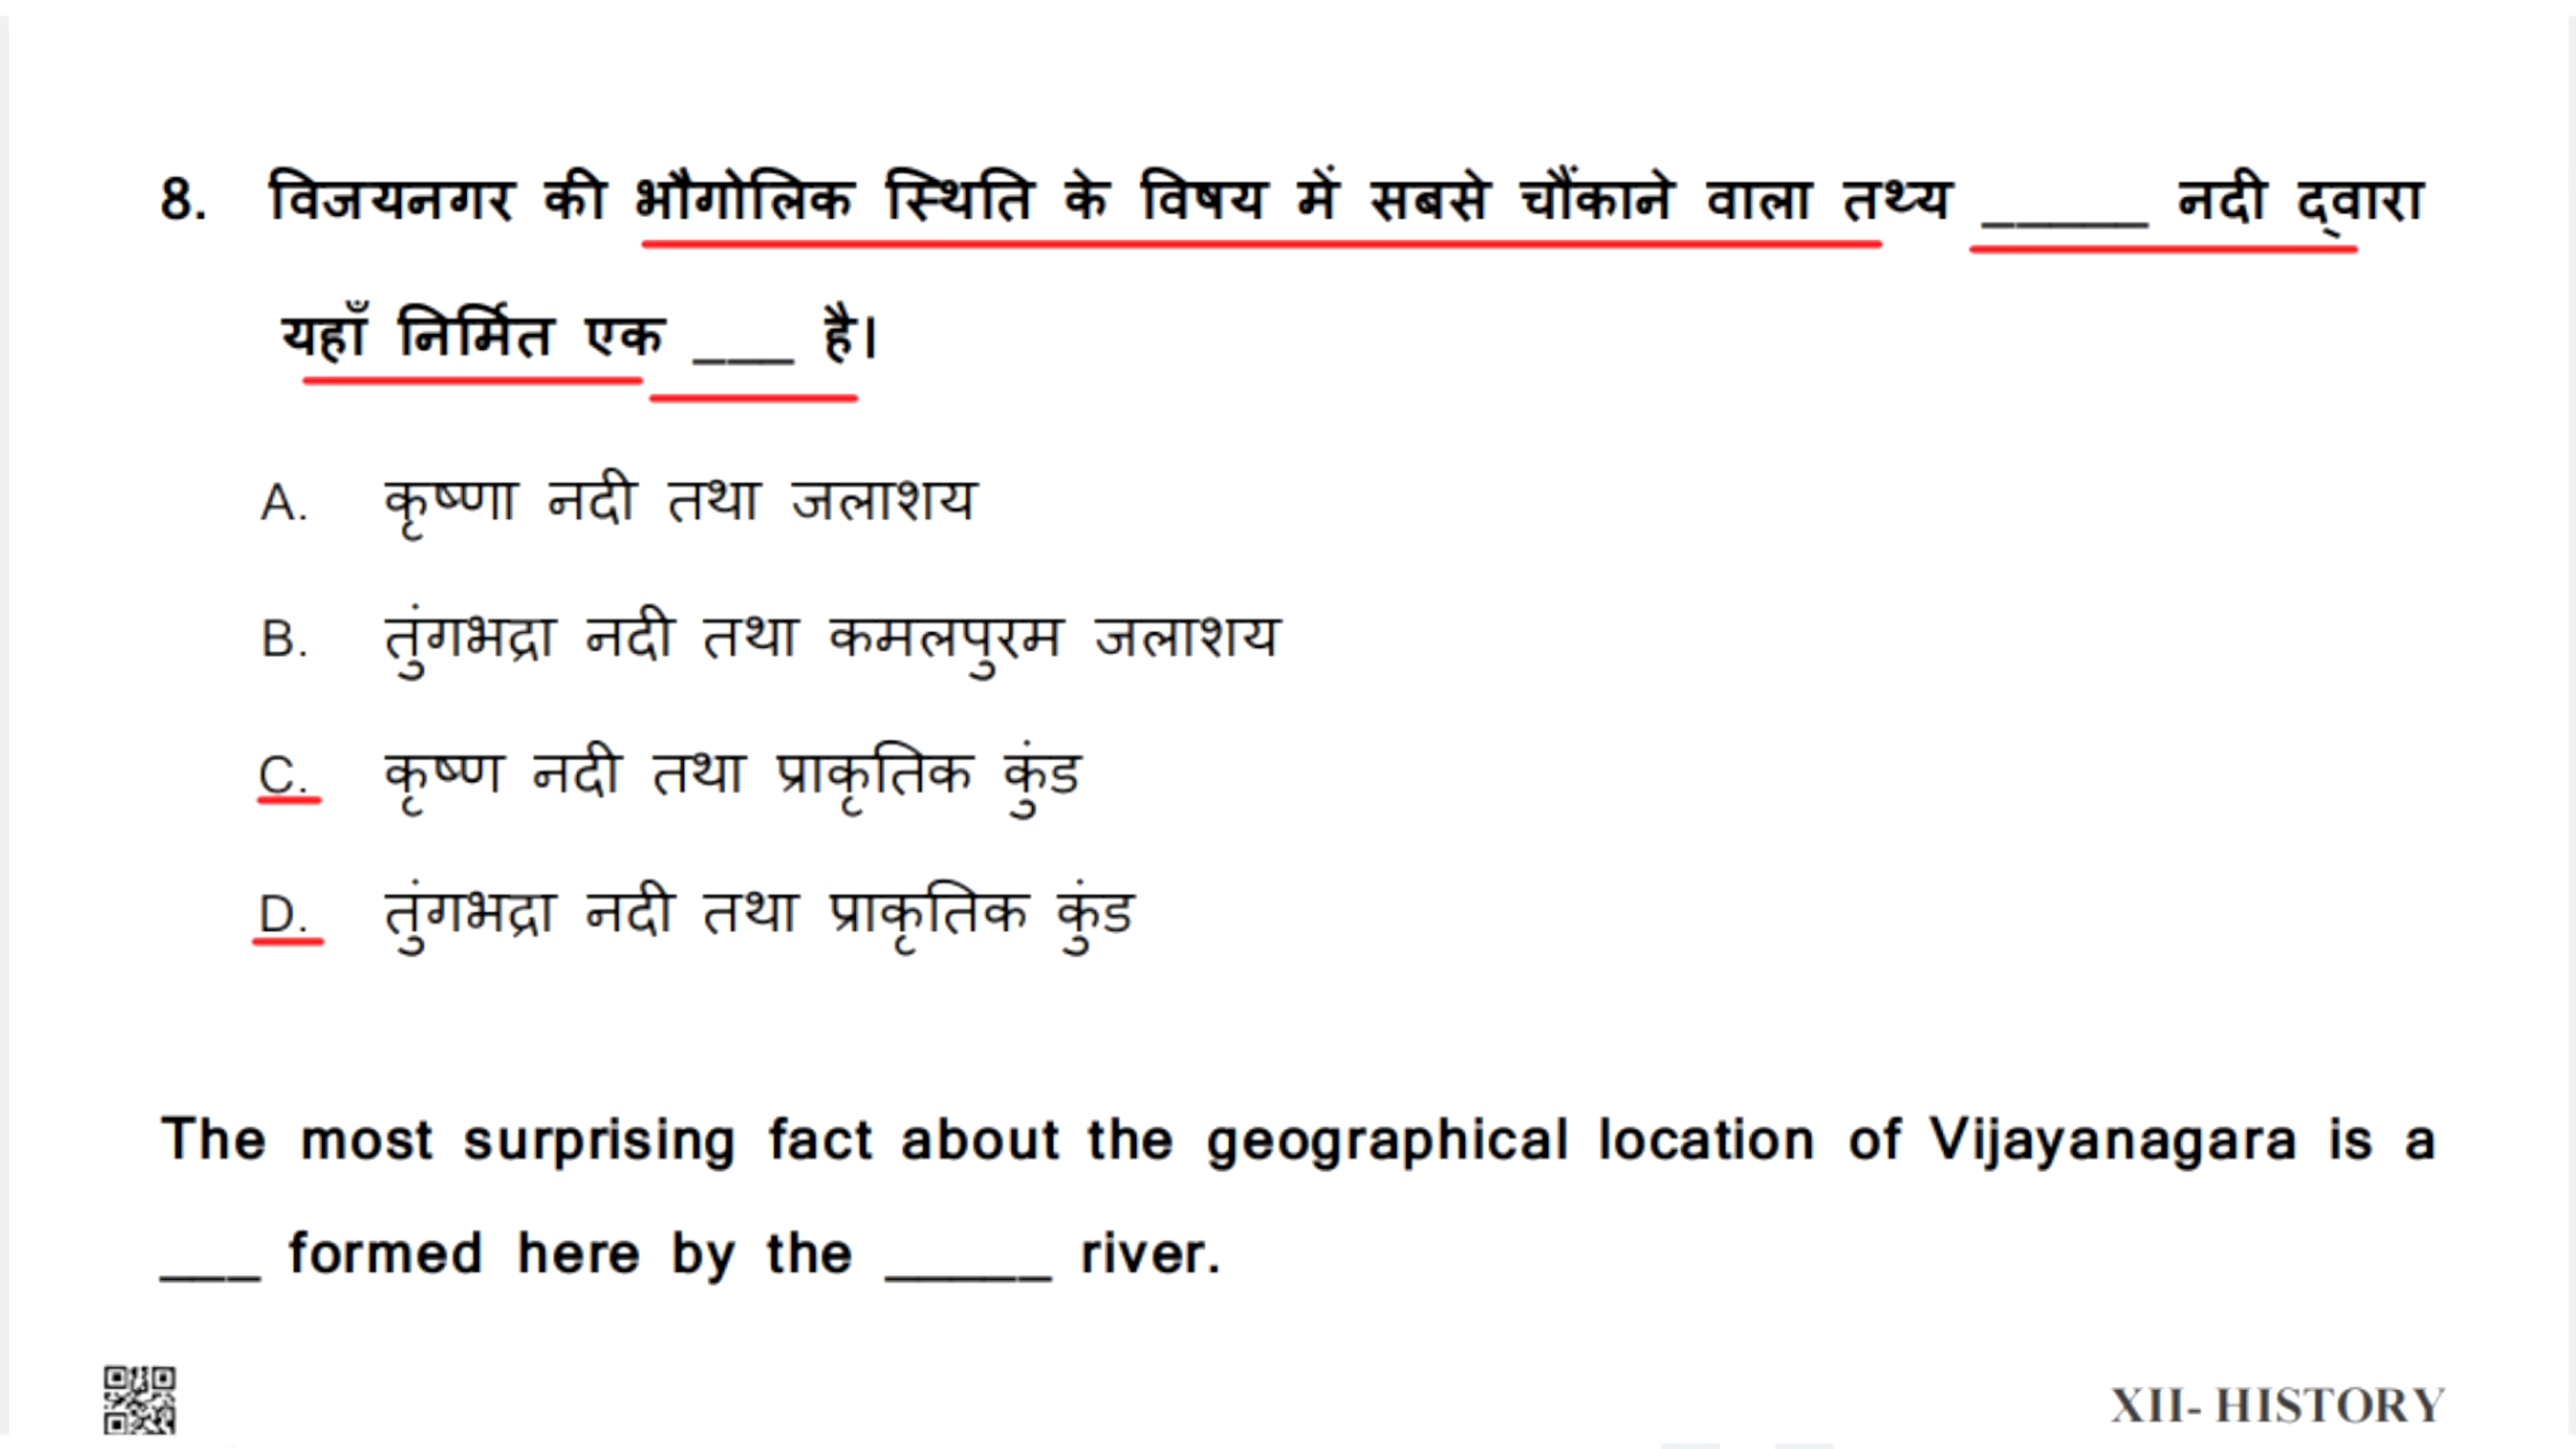 8. विजयनगर की भौगोलिक स्थिति के विषय में सबसे चौंकाने वाला तथ्य _____ नदी द्वारा
यहाँ निर्मित एक ___ है।
A. कृष्णा नदी तथा जलाशय
B. तुंगभद्रा नदी तथा कमलपुरम जलाशय
C. कृष्ण नदी तथा प्राकृतिक कुंड
D. तुंगभद्रा नदी तथा प्राकृतिक कुंड
The most surprising fact about the geographical location of Vijayanagara is a
___ formed here by the _____ river.
XII- HISTORY